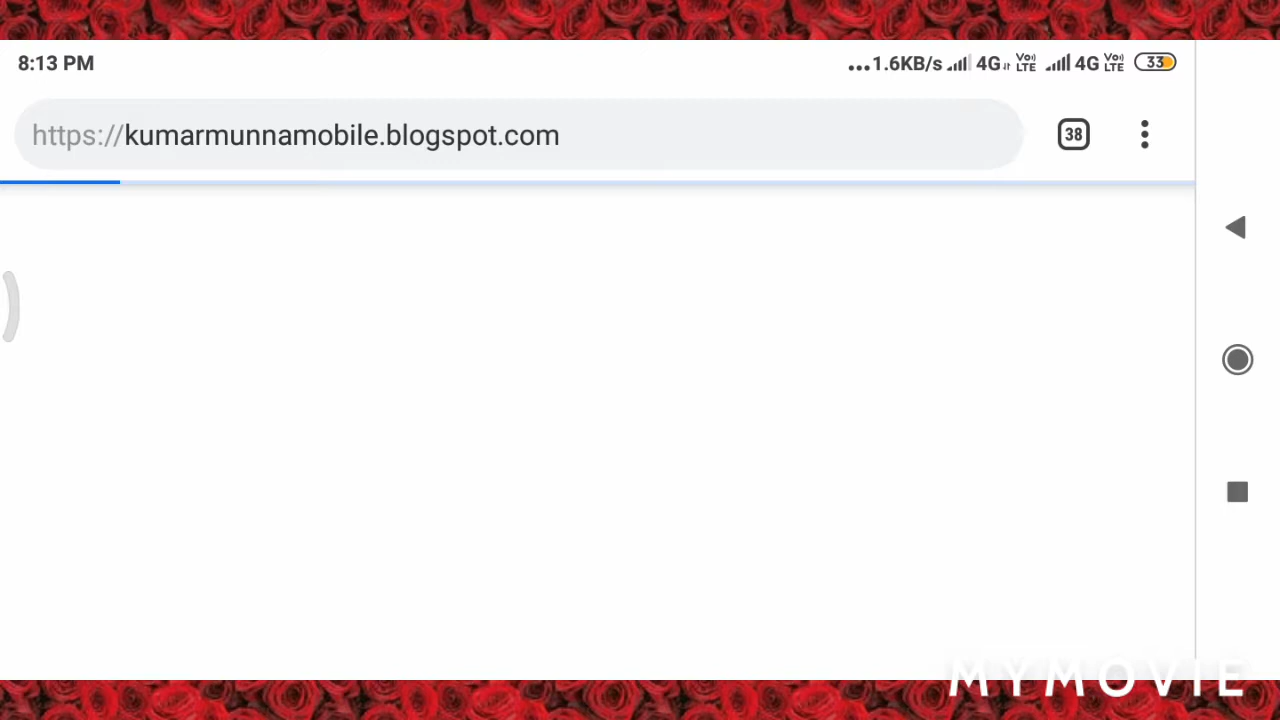 8:13 PM
...1.6KB/s 4G Vo) LTE 4G Vo) LTE 33
https://kumarmunnamobile.blogspot.com
38
MYMOVIE